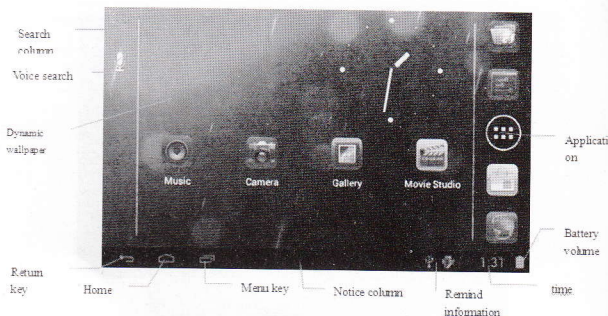 Search
column
Voice search
Dynamic
wallpaper
Music
Camera
Gallery
Movie Studio
Applicati
on
Battery
volume
1:31
Return
key
Home
Menu key
Notice column
Remind
information
time